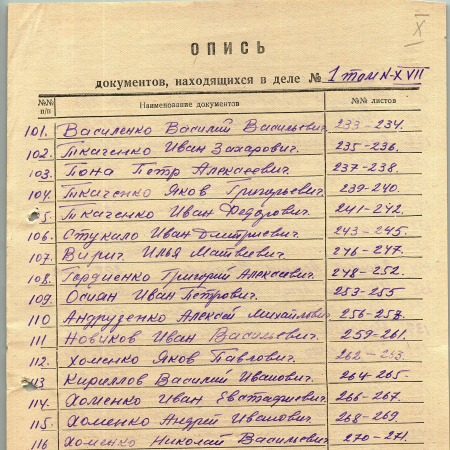 X
ОПИСЬ
документов, находящихся в деле № 1 том N-XVII
№№ п/п Наименование документов №№ листов
101. Василенко Василий Васильевич. 233-234.
102. Ткаченко Иван Захарович. 235-236.
103. Пона Петр Алексеевич. 237-238.
104. Ткаченко Яков Григорьевич. 239-240.
5. Ткаченко Иван Федорович. 241-242.
106. Стукало Иван Дмитриевич. 243-245.
107. Вирич Илья Матвеевич. 246-247.
108. Гордиенко Григорий Алексеевич. 248-252.
109. Осиан Иван Петрович. 253-255
110 Андрузенко Алексей Михайлович 256-258.
111 Новиков Иван Васильевич. 259-261.
112. Хоменко Яков Павлович. 262-263.
113 Кириллов Василий Иванович. 264-265.
114. Хоменко Иван Евстафиевич. 266-267.
115. Хоменко Андрей Иванович. 268-269.
116 Хоменко Николай Васильевич 270-271.